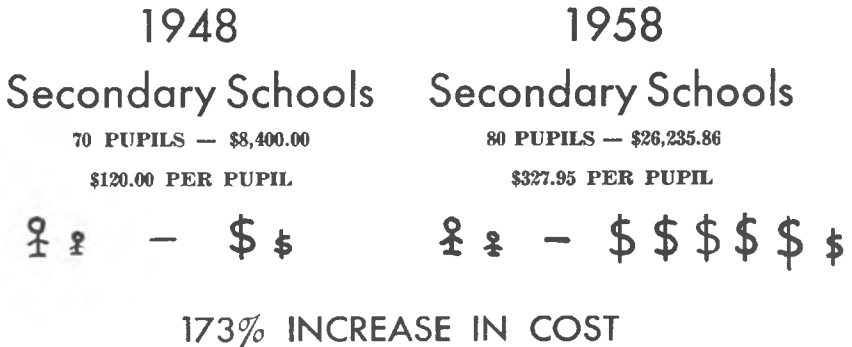 1948
Secondary Schools
70 PUPILS — $8,400.00
$120.00 PER PUPIL
– $ $
1958
Secondary Schools
80 PUPILS — $26,235.86
$327.95 PER PUPIL
– $ $ $ $ $ $
173% INCREASE IN COST